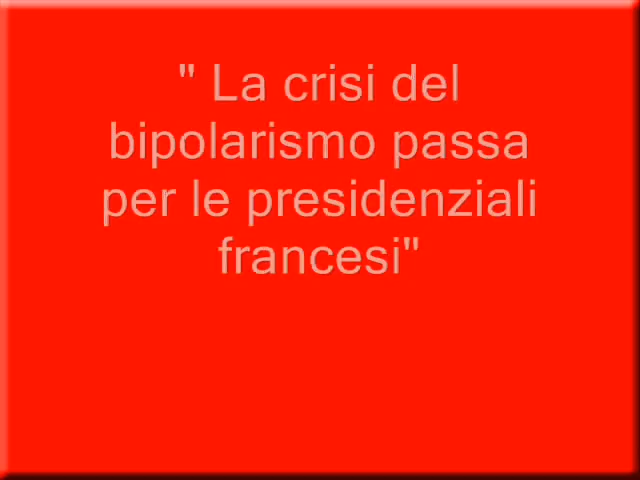 " La crisi del
bipolarismo passa
per le presidenziali
francesi"